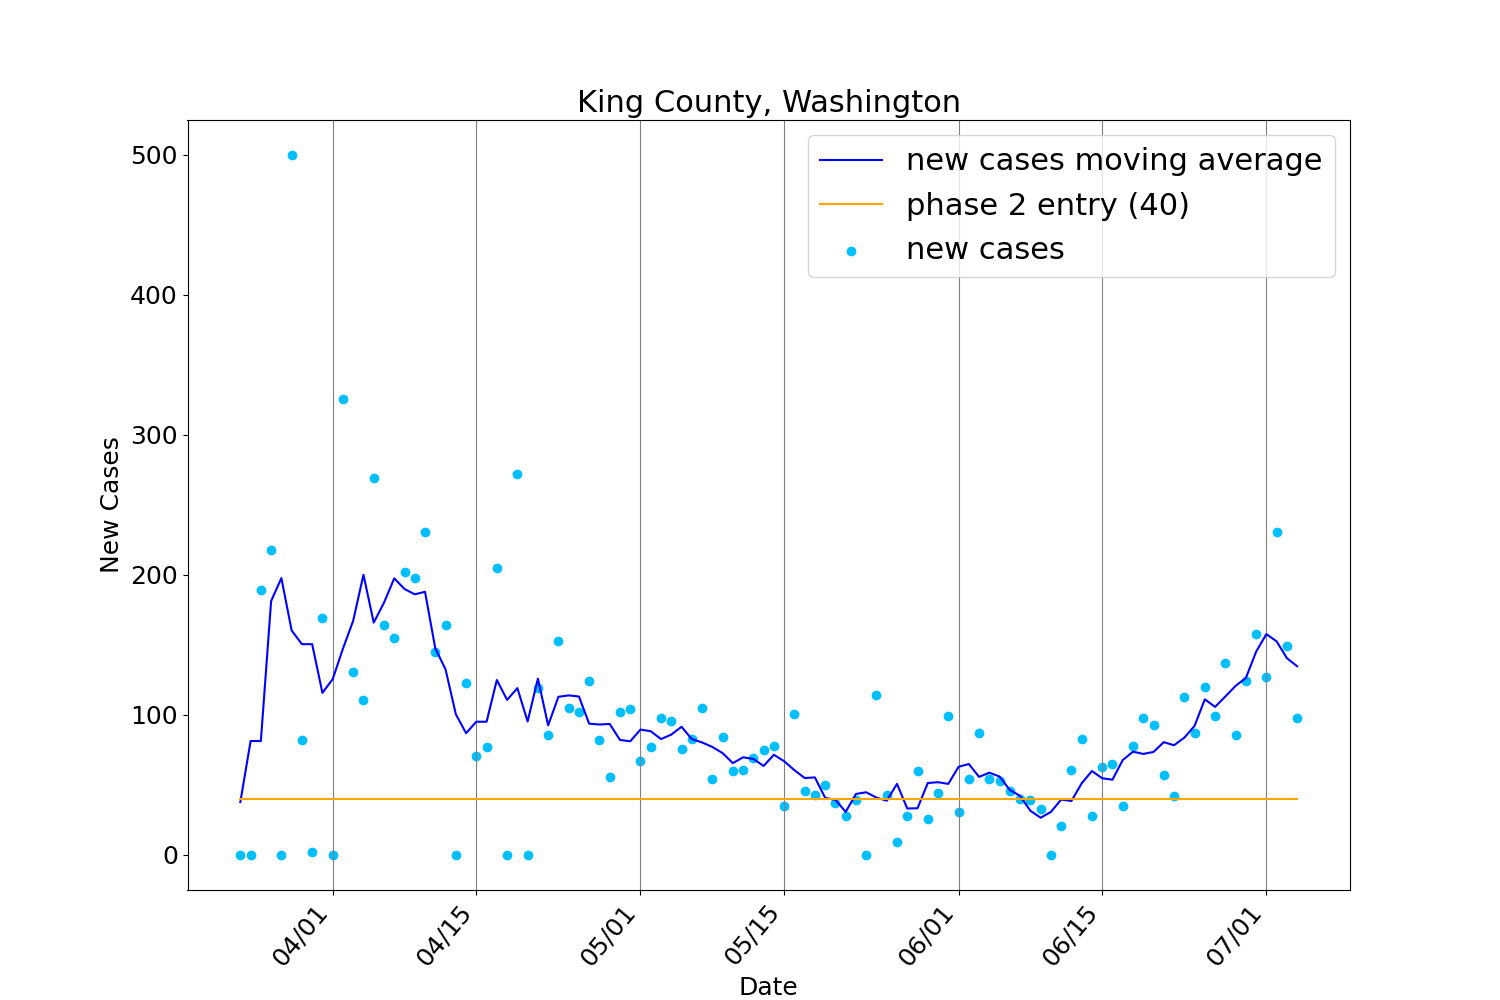 King County, Washington
new cases moving average
phase 2 entry (40)
new cases
500
400
300
200
100
0
New Cases
04/01
04/15
05/01
05/15
06/01
06/15
07/01
Date